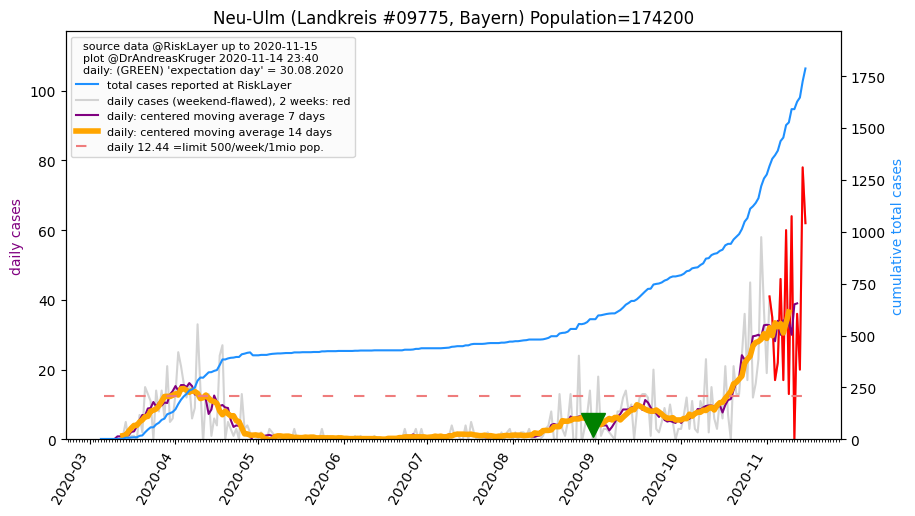 Neu-Ulm (Landkreis #09775, Bayern) Population=174200
source data @RiskLayer up to 2020-11-15
plot @DrAndreasKruger 2020-11-14 23:40
daily: (GREEN) 'expectation day' = 30.08.2020
total cases reported at RiskLayer
daily cases (weekend-flawed), 2 weeks: red
daily: centered moving average 7 days
daily: centered moving average 14 days
daily 12.44 =limit 500/week/1mio pop.
daily cases
100
80
60
40
20
0
cumulative total cases
1750
1500
1250
1000
750
500
250
0
2020-03
2020-04
2020-05
2020-06
2020-07
2020-08
2020-09
2020-10
2020-11